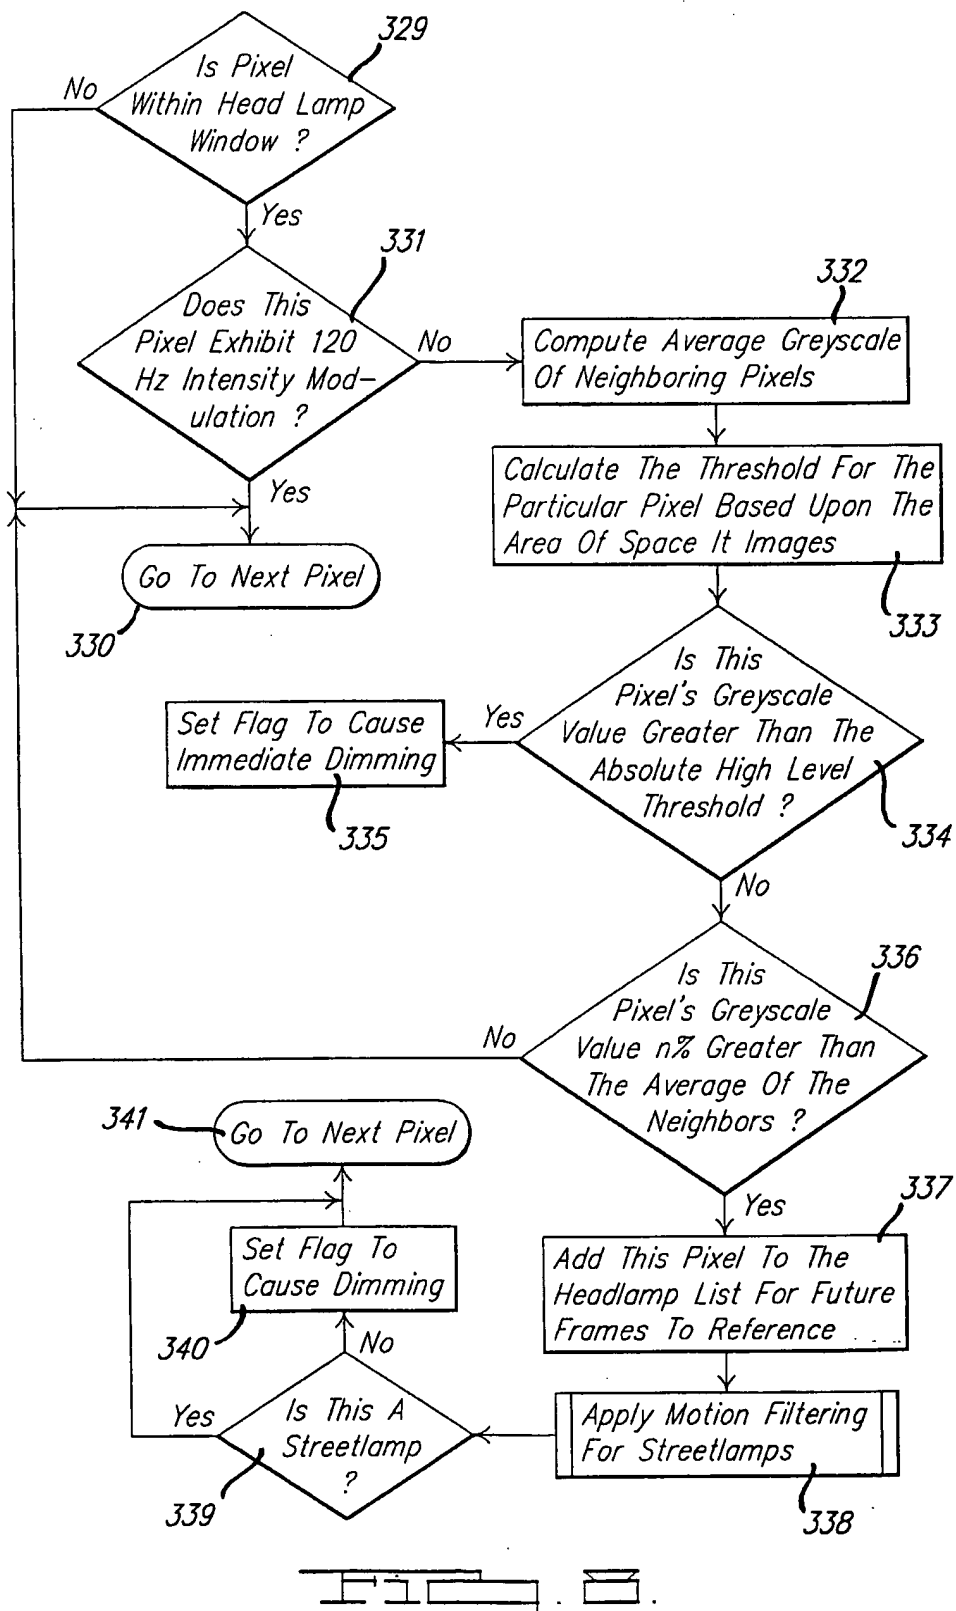 329
Is Pixel
Within Head Lamp
Window ?
No
Yes
331
Does This
Pixel Exhibit 120
Hz Intensity Mod-
ulation ?
No
Yes
332
Compute Average Greyscale
Of Neighboring Pixels
Calculate The Threshold For The
Particular Pixel Based Upon The
Area Of Space It Images
333
Go To Next Pixel
330
Is This
Pixel's Greyscale
Value Greater Than The
Absolute High Level
Threshold ?
334
Yes
Set Flag To Cause
Immediate Dimming
335
No
336
Is This
Pixel's Greyscale
Value n% Greater Than
The Average Of The
Neighbors ?
No
Yes
341
Go To Next Pixel
337
Add This Pixel To The
Headlamp List For Future
Frames To Reference
Set Flag To
Cause Dimming
340
No
Apply Motion Filtering
For Streetlamps
338
Is This A
Streetlamp
?
Yes
339